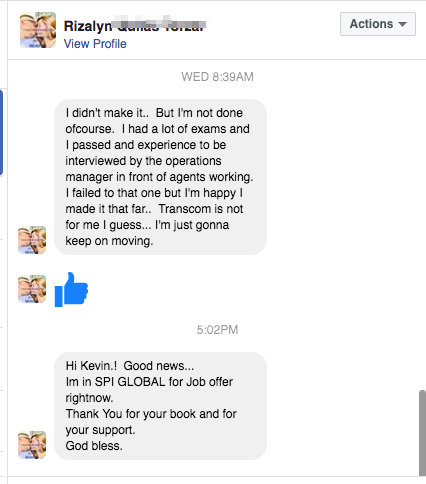 Rizalyn
Actions
View Profile
WED 8:39AM
I didn't make it.. But I'm not done
ofcourse. I had a lot of exams and
I passed and experience to be
interviewed by the operations
manager in front of agents working.
I failed to that one but I'm happy I
made it that far.. Transcom is not
for me I guess... I'm just gonna
keep on moving.
5:02PM
Hi Kevin.! Good news...
Im in SPI GLOBAL for Job offer
rightnow.
Thank You for your book and for
your support.
God bless.